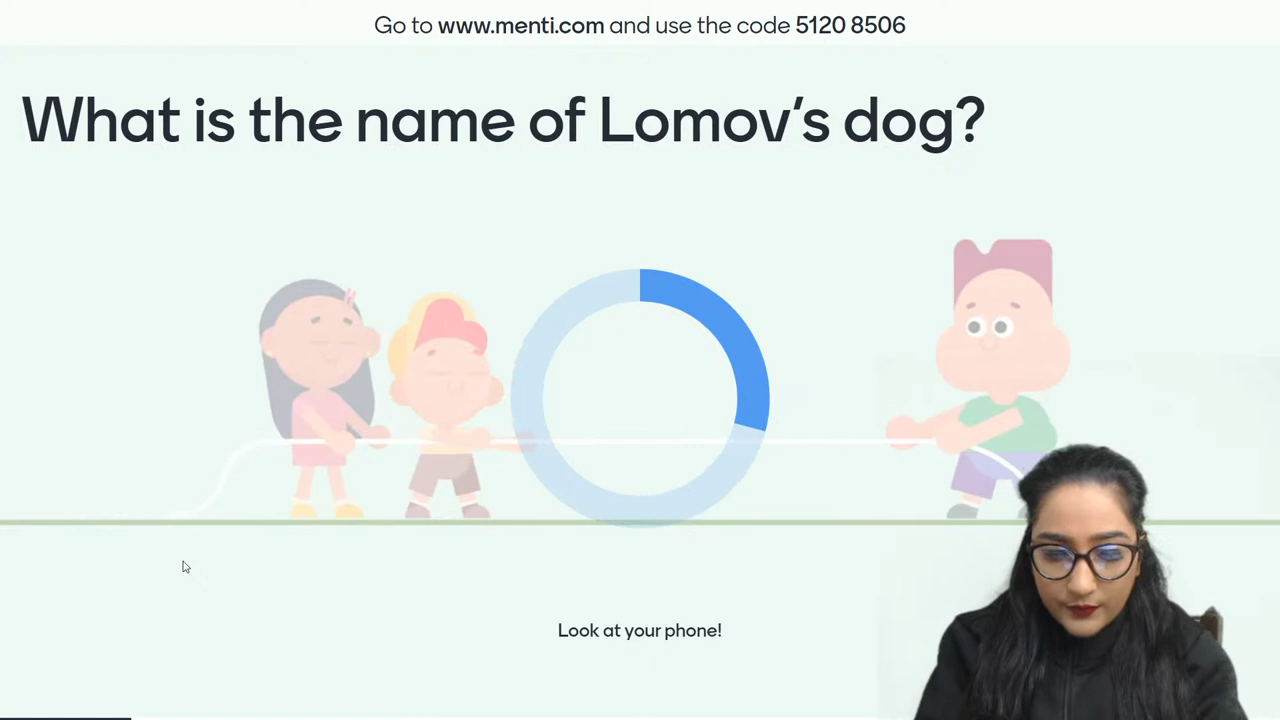 Go to www.menti.com and use the code 5120 8506
What is the name of Lomov's dog?
Look at your phone!